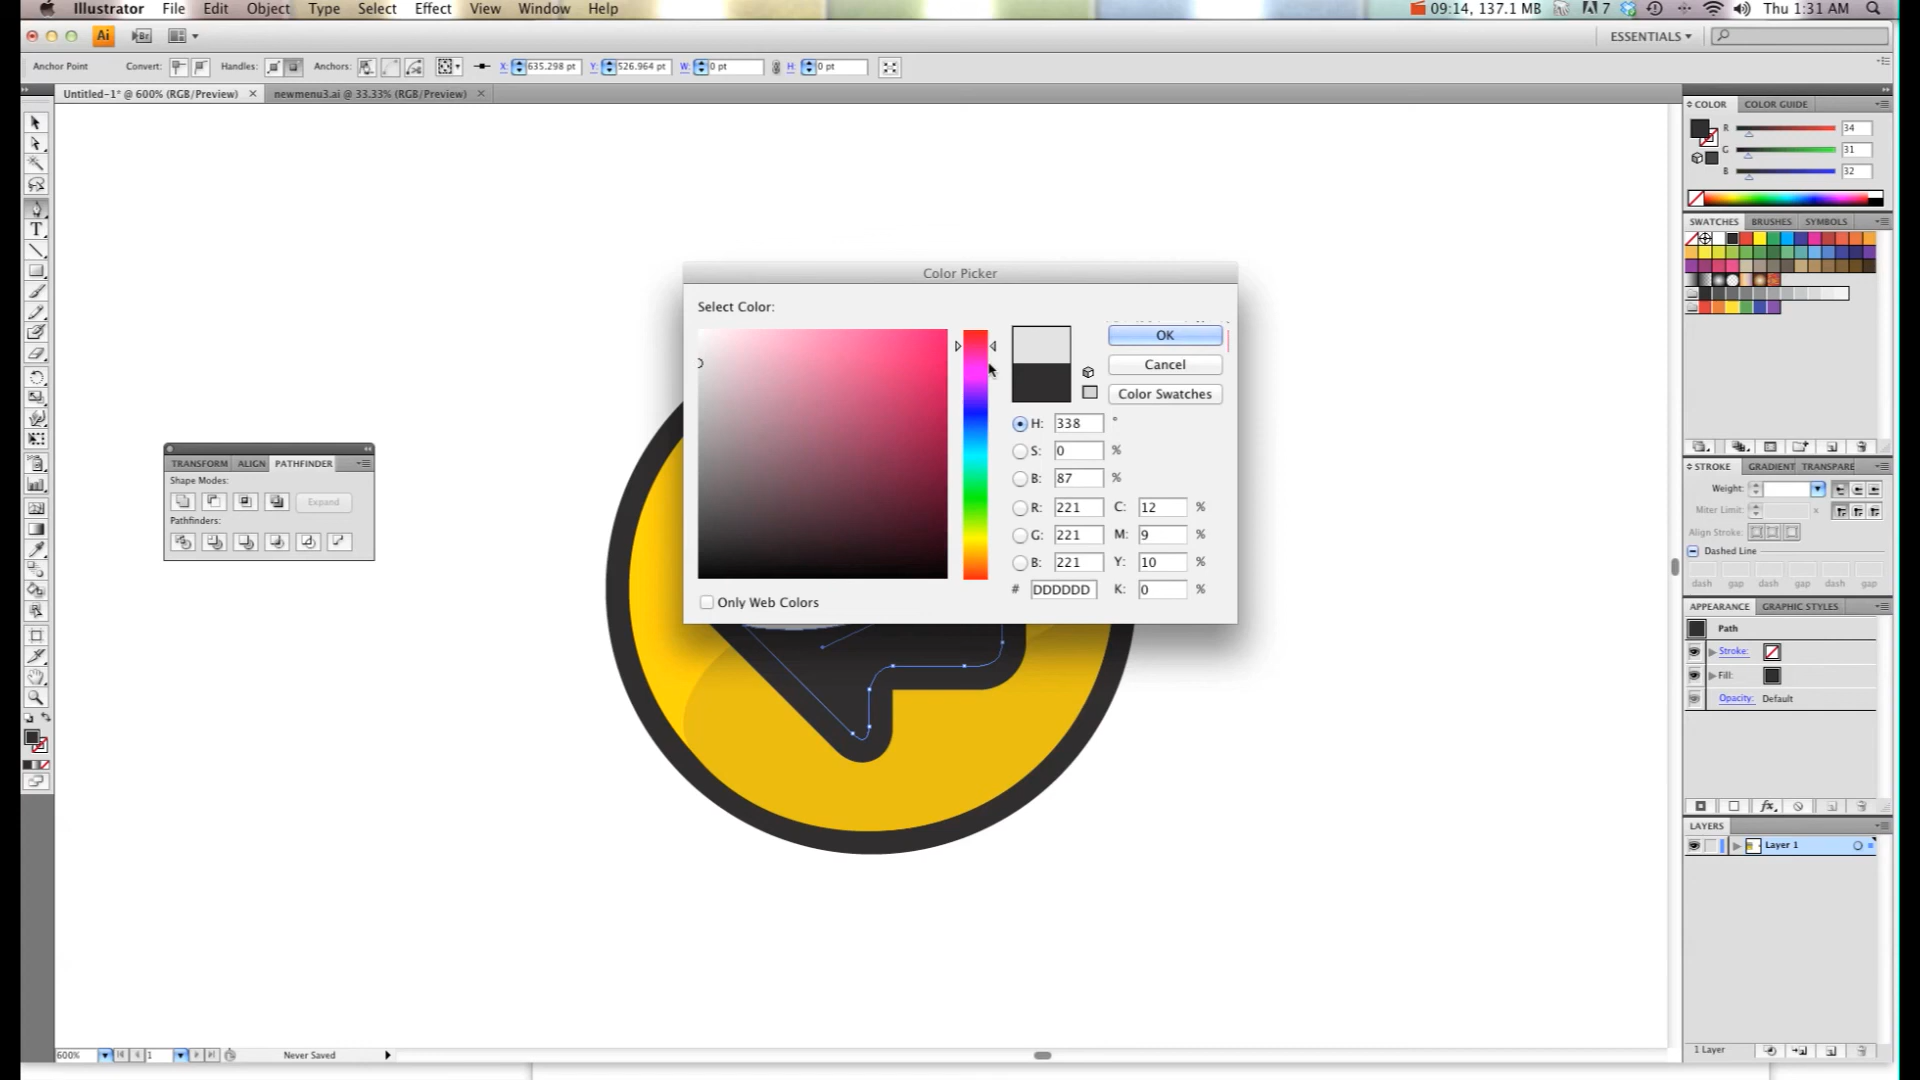 Illustrator File Edit Object Type Select Effect View Window Help 09:14, 137.1 MB 7 Thu 1:31 AM
Ai Br ESSENTIALS
Anchor Point Convert: Handles: Anchors: X: 635.298 pt Y: 526.964 pt W: 0 pt H: 0 pt
Untitled-1* @ 600% (RGB/Preview) newmenu3.ai @ 33.33% (RGB/Preview)
COLOR COLOR GUIDE
R 34
G 31
B 32
SWATCHES BRUSHES SYMBOLS
Color Picker
Select Color:
OK
Cancel
Color Swatches
H: 338 °
S: 0 %
B: 87 %
R: 221 C: 12 %
G: 221 M: 9 %
B: 221 Y: 10 %
# DDDDDD K: 0 %
Only Web Colors
TRANSFORM ALIGN PATHFINDER
Shape Modes:
Expand
Pathfinders:
STROKE GRADIENT TRANSPARE
Weight:
Miter Limit: x
Align Stroke:
Dashed Line
dash gap dash gap dash gap
APPEARANCE GRAPHIC STYLES
Path
Stroke:
Fill:
Opacity: Default
LAYERS
Layer 1
1 Layer
600% 1 Never Saved